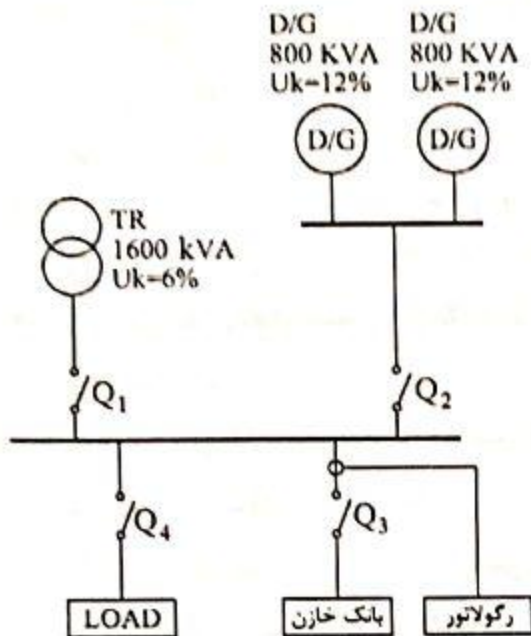 D/G
800 KVA
Uk=12%
D/G
800 KVA
Uk=12%
D/G
D/G
TR
1600 kVA
Uk=6%
Q1
Q2
Q4
Q3
LOAD
بانک خازن
رگولاتور